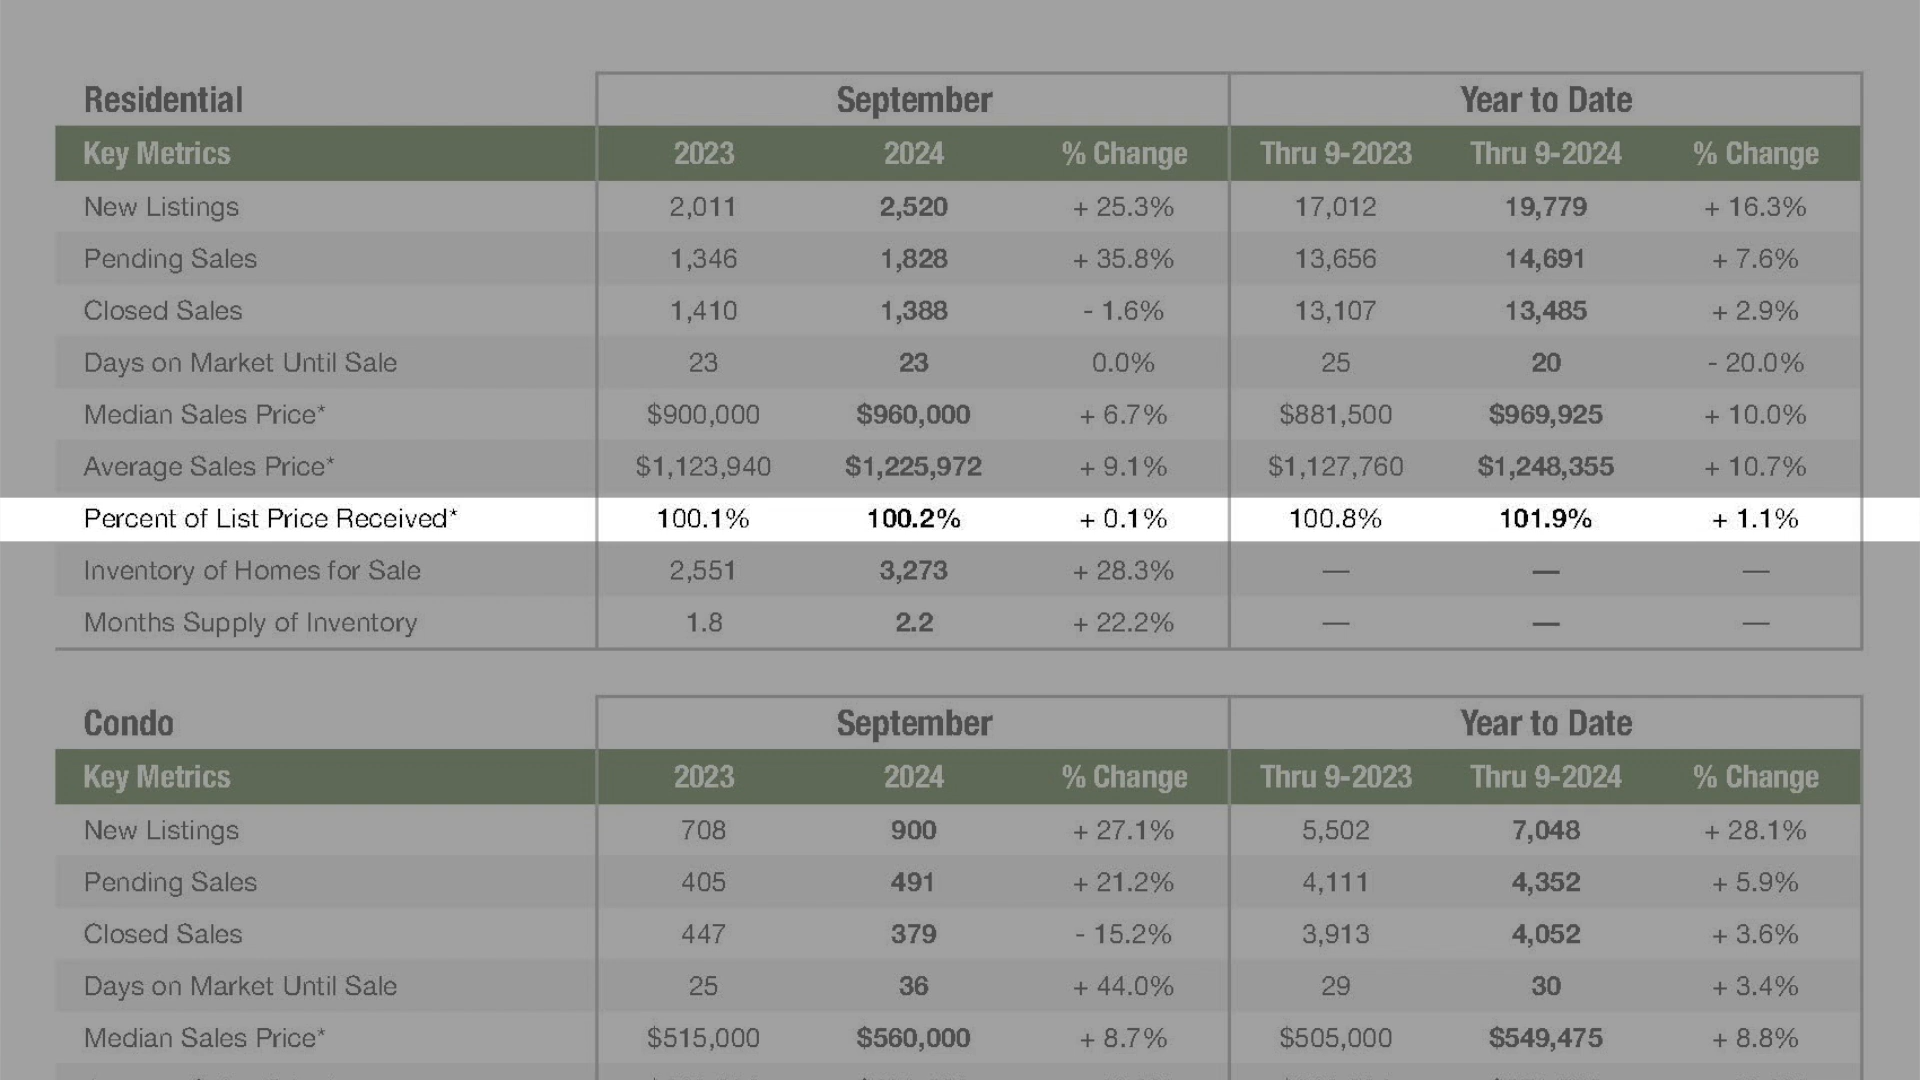 Residential September Year to Date
Key Metrics 2023 2024 % Change Thru 9-2023 Thru 9-2024 % Change
New Listings 2,011 2,520 + 25.3% 17,012 19,779 + 16.3%
Pending Sales 1,346 1,828 + 35.8% 13,656 14,691 + 7.6%
Closed Sales 1,410 1,388 - 1.6% 13,107 13,485 + 2.9%
Days on Market Until Sale 23 23 0.0% 25 20 - 20.0%
Median Sales Price* $900,000 $960,000 + 6.7% $881,500 $969,925 + 10.0%
Average Sales Price* $1,123,940 $1,225,972 + 9.1% $1,127,760 $1,248,355 + 10.7%
Percent of List Price Received* 100.1% 100.2% + 0.1% 100.8% 101.9% + 1.1%
Inventory of Homes for Sale 2,551 3,273 + 28.3% — — —
Months Supply of Inventory 1.8 2.2 + 22.2% — — —
Condo September Year to Date
Key Metrics 2023 2024 % Change Thru 9-2023 Thru 9-2024 % Change
New Listings 708 900 + 27.1% 5,502 7,048 + 28.1%
Pending Sales 405 491 + 21.2% 4,111 4,352 + 5.9%
Closed Sales 447 379 - 15.2% 3,913 4,052 + 3.6%
Days on Market Until Sale 25 36 + 44.0% 29 30 + 3.4%
Median Sales Price* $515,000 $560,000 + 8.7% $505,000 $549,475 + 8.8%